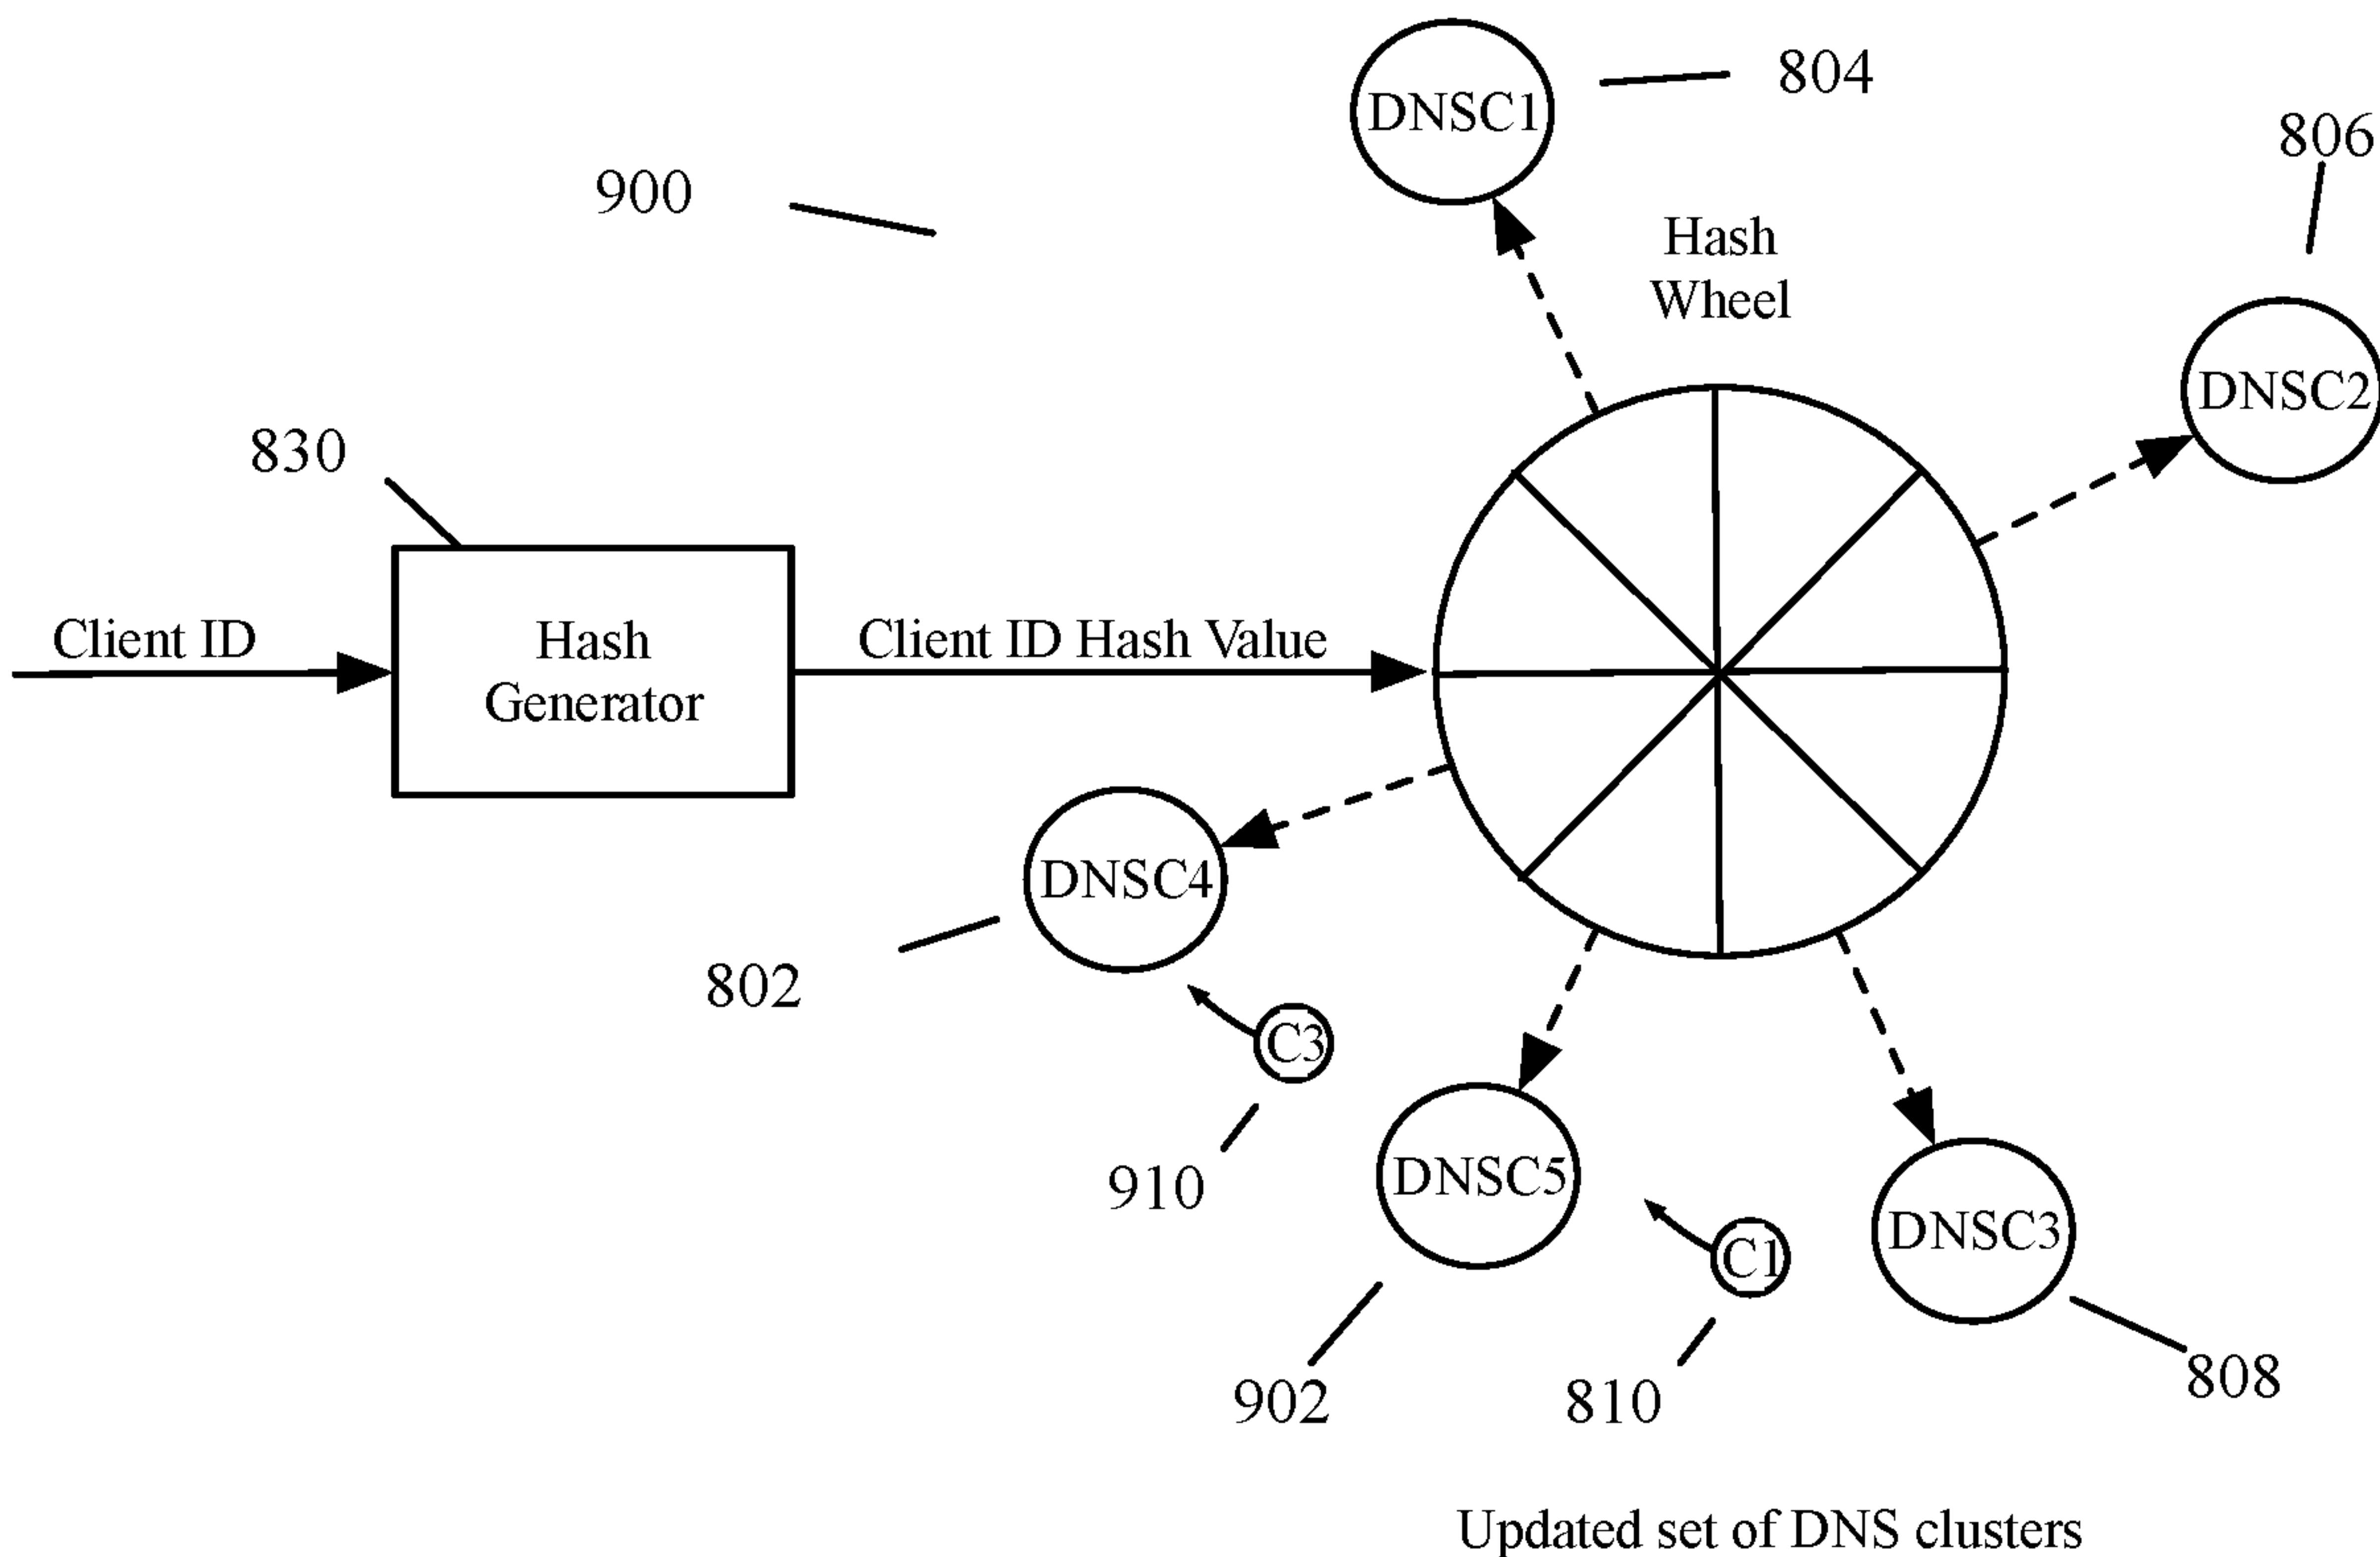 804
DNSC1
806
900
Hash
Wheel
DNSC2
830
Client ID
Hash
Generator
Client ID Hash Value
DNSC4
802
C3
910
DNSC5
DNSC3
C1
902
810
808
Updated set of DNS clusters